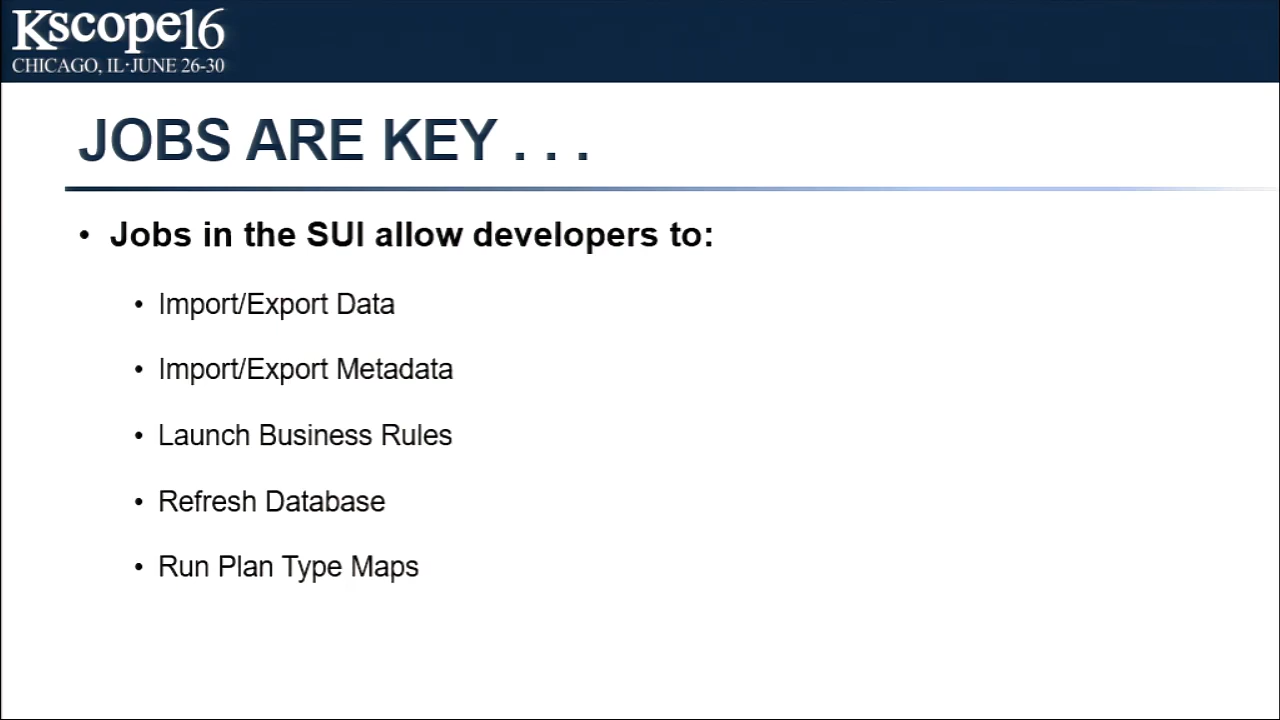 Kscope16
CHICAGO, IL·JUNE 26-30
JOBS ARE KEY . . .
• Jobs in the SUI allow developers to:
• Import/Export Data
• Import/Export Metadata
• Launch Business Rules
• Refresh Database
• Run Plan Type Maps